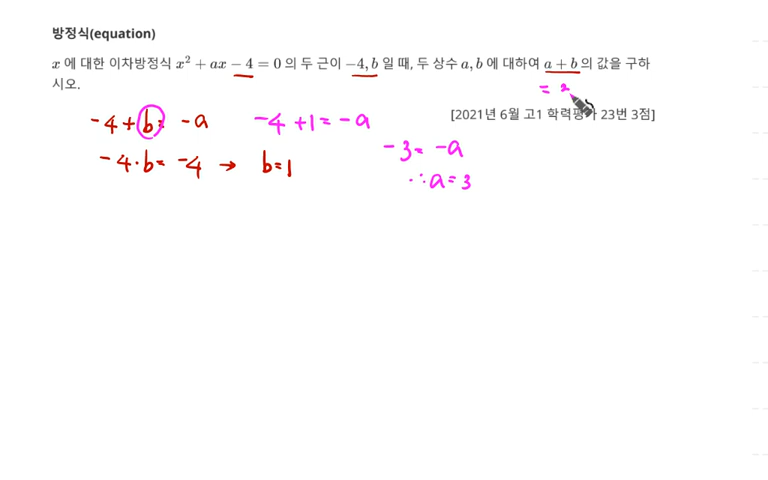 방정식(equation)
x 에 대한 이차방정식 x² + ax − 4 = 0 의 두 근이 −4, b 일 때, 두 상수 a, b 에 대하여 a + b 의 값을 구하
시오.
=
[2021년 6월 고1 학력평가 23번 3점]
-4+b= -a
-4+1= -a
-4·b= -4 → b=1
-3= -a
∴a=3